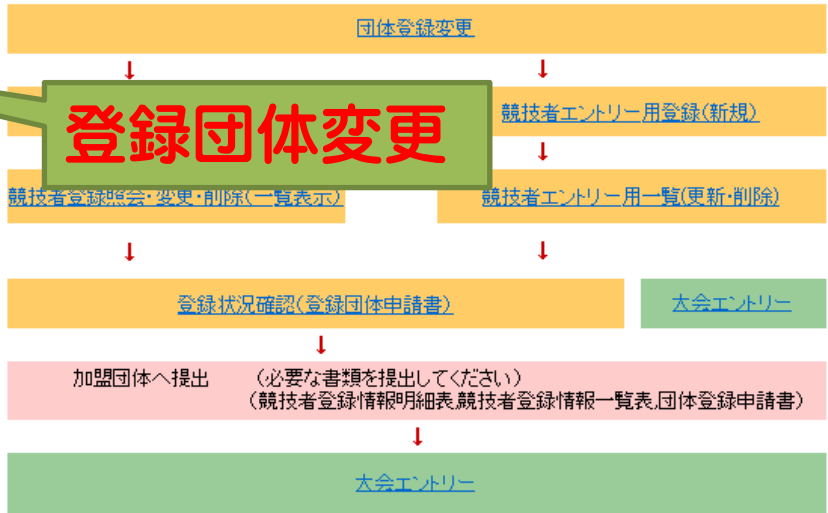 団体登録変更
↓ ↓
登録団体変更
競技者エントリー用登録(新規)
↓
競技者登録照会・変更・削除(一覧表示)
競技者エントリー用一覧(更新・削除)
↓ ↓
登録状況確認(登録団体申請書)
大会エントリー
↓
加盟団体へ提出 (必要な書類を提出してください)
(競技者登録情報明細表,競技者登録情報一覧表,団体登録申請書)
↓
大会エントリー